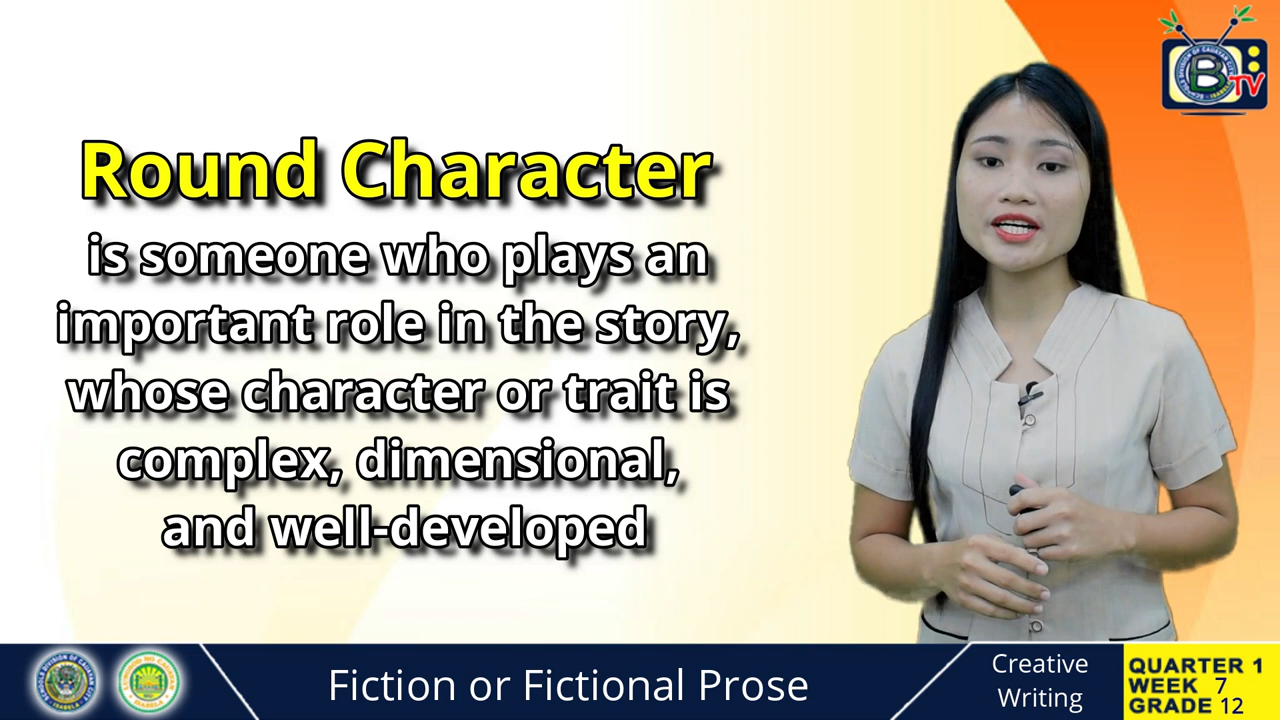 Round Character
is someone who plays an
important role in the story,
whose character or trait is
complex, dimensional,
and well-developed
B
TV
Fiction or Fictional Prose
Creative
Writing
QUARTER 1
WEEK 7
GRADE 12